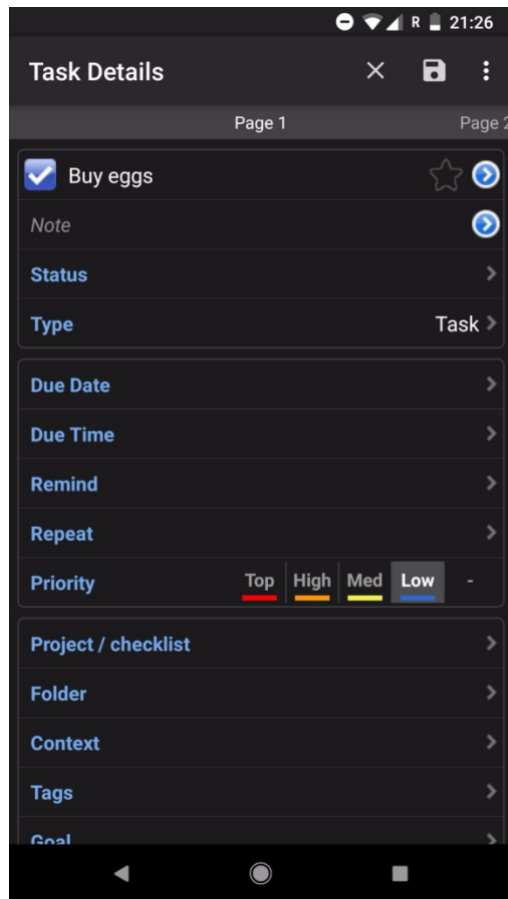 R 21:26
Task Details
Page 1 Page 2
Buy eggs
Note
Status
Type Task
Due Date
Due Time
Remind
Repeat
Priority Top High Med Low -
Project / checklist
Folder
Context
Tags
Goal